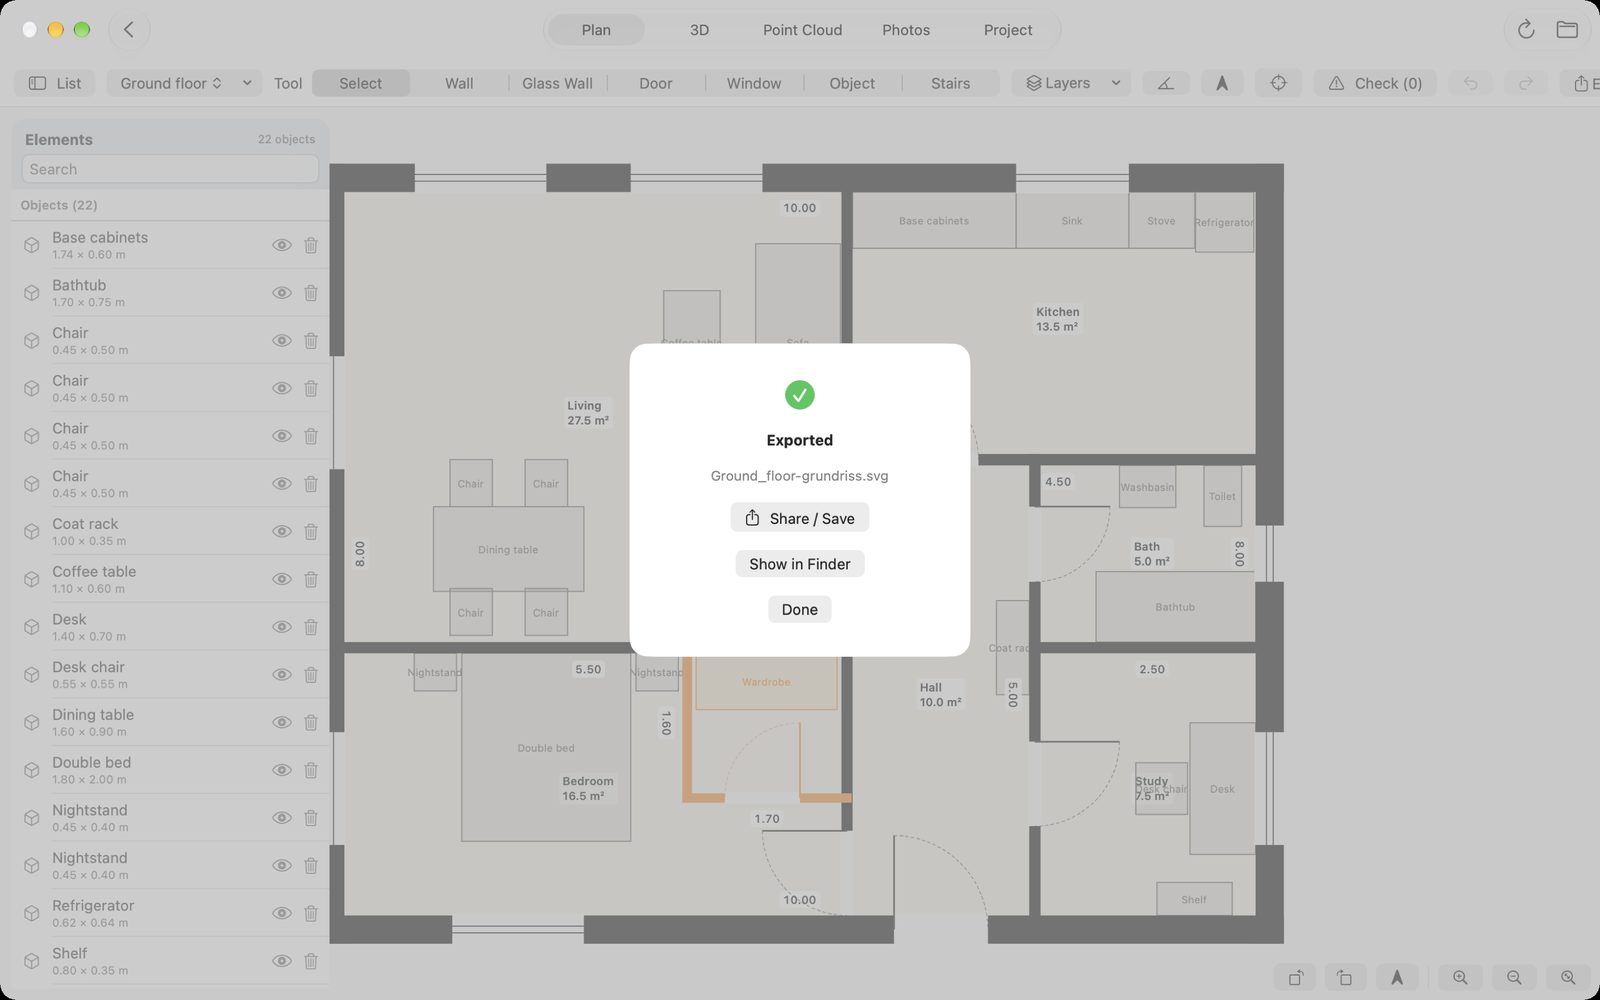 Plan
3D
Point Cloud
Photos
Project
List
Ground floor
Tool
Select
Wall
Glass Wall
Door
Window
Object
Stairs
Layers
Check (0)
Elements
22 objects
Search
Objects (22)
Base cabinets
1.74 × 0.60 m
Bathtub
1.70 × 0.75 m
Chair
0.45 × 0.50 m
Chair
0.45 × 0.50 m
Chair
0.45 × 0.50 m
Chair
0.45 × 0.50 m
Coat rack
1.00 × 0.35 m
Coffee table
1.10 × 0.60 m
Desk
1.40 × 0.70 m
Desk chair
0.55 × 0.55 m
Dining table
1.60 × 0.90 m
Double bed
1.80 × 2.00 m
Nightstand
0.45 × 0.40 m
Nightstand
0.45 × 0.40 m
Refrigerator
0.62 × 0.64 m
Shelf
0.80 × 0.35 m
10.00
Base cabinets
Sink
Stove
Refrigerator
Kitchen
13.5 m²
Coffee table
Sofa
Living
27.5 m²
Chair
Chair
Dining table
8.00
Chair
Chair
Exported
Ground_floor-grundriss.svg
Share / Save
Show in Finder
Done
4.50
Washbasin
Toilet
Bath
5.0 m²
8.00
Bathtub
Coat rac
Nightstand
5.50
Nightstand
Wardrobe
1.60
Double bed
Bedroom
16.5 m²
1.70
10.00
Hall
10.0 m²
5.00
2.50
Study
7.5 m²
Desk chair
Desk
Shelf